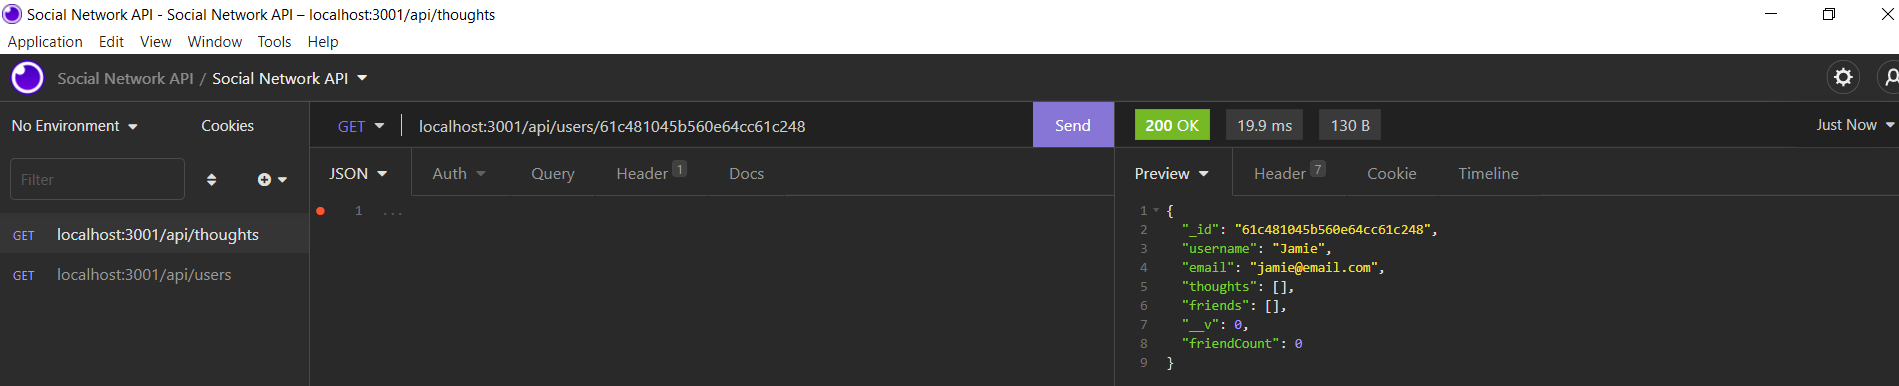 Social Network API - Social Network API – localhost:3001/api/thoughts
Application Edit View Window Tools Help
Social Network API / Social Network API
No Environment Cookies
Filter
GET localhost:3001/api/thoughts
GET localhost:3001/api/users
GET localhost:3001/api/users/61c481045b560e64cc61c248 Send
JSON Auth Query Header 1 Docs
1 ...
200 OK 19.9 ms 130 B Just Now
Preview Header 7 Cookie Timeline
1 {
2 "_id": "61c481045b560e64cc61c248",
3 "username": "Jamie",
4 "email": "jamie@email.com",
5 "thoughts": [],
6 "friends": [],
7 "__v": 0,
8 "friendCount": 0
9 }